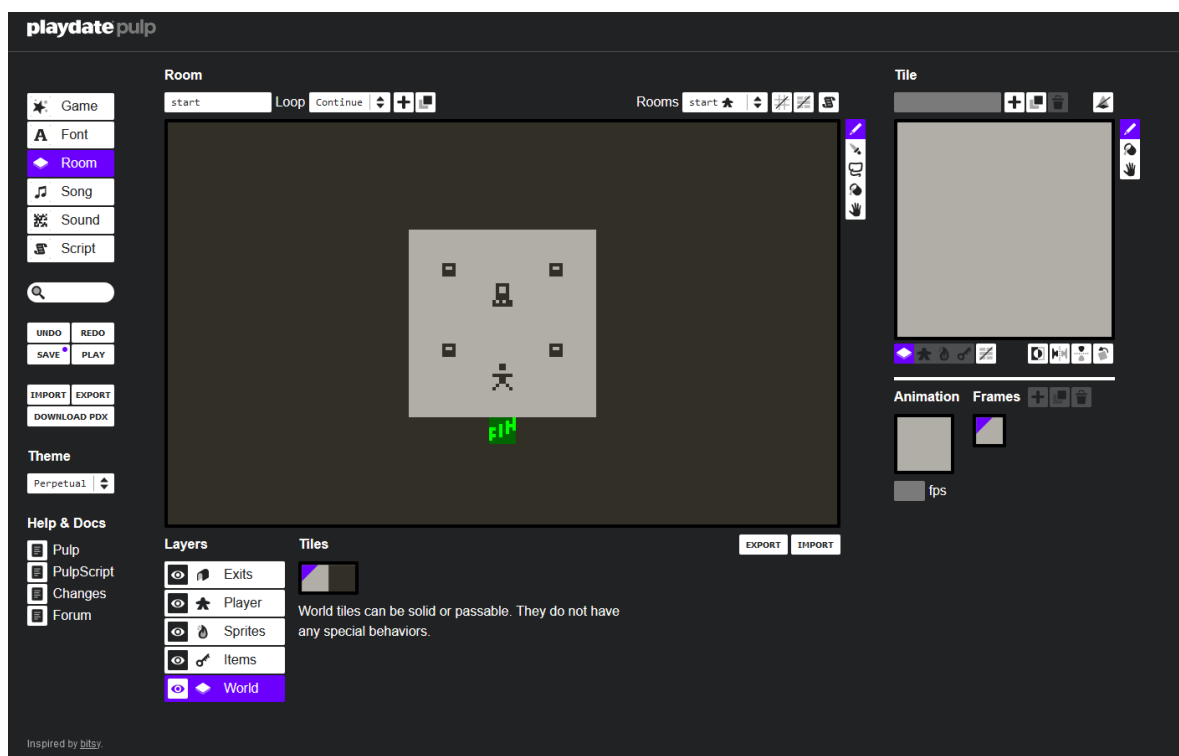 playdate pulp
Room
Tile
start
Loop
Continue
Rooms
start
Game
Font
Room
Song
Sound
Script
UNDO
REDO
SAVE
PLAY
IMPORT
EXPORT
DOWNLOAD PDX
Theme
Perpetual
Help & Docs
Pulp
PulpScript
Changes
Forum
Layers
Exits
Player
Sprites
Items
World
Tiles
EXPORT
IMPORT
World tiles can be solid or passable. They do not have
any special behaviors.
Animation
Frames
fps
Inspired by bitsy.